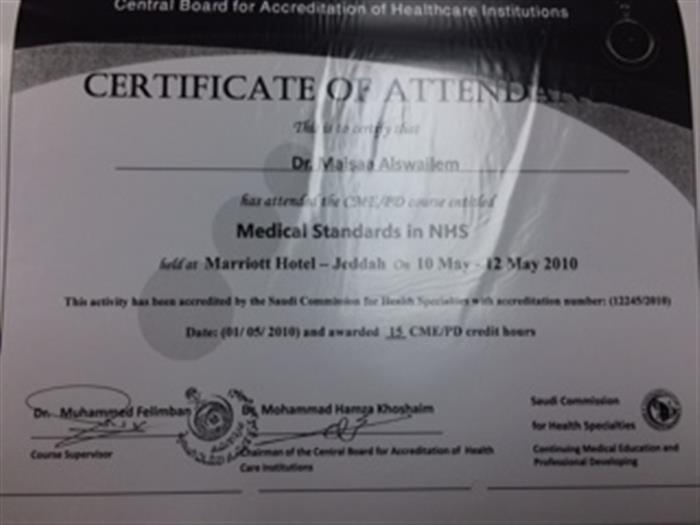 Central Board for Accreditation of Healthcare Institutions
CERTIFICATE OF ATTENDANCE
This is to certify that
Dr. Maisaa Alswailem
has attended the CME/PD course entitled
Medical Standards in NHS
held at Marriott Hotel – Jeddah On 10 May - 12 May 2010
This activity has been accredited by the Saudi Commission for Health Specialties with accreditation number: (12245/2010)
Date: (01/05/2010) and awarded 15 CME/PD credit hours
Dr. Muhammed Felimban
Course Supervisor
Dr. Mohammad Hamza Khoshaim
Chairman of the Central Board for Accreditation of Health
Care Institutions
Saudi Commission
for Health Specialties
Continuing Medical Education and
Professional Developing